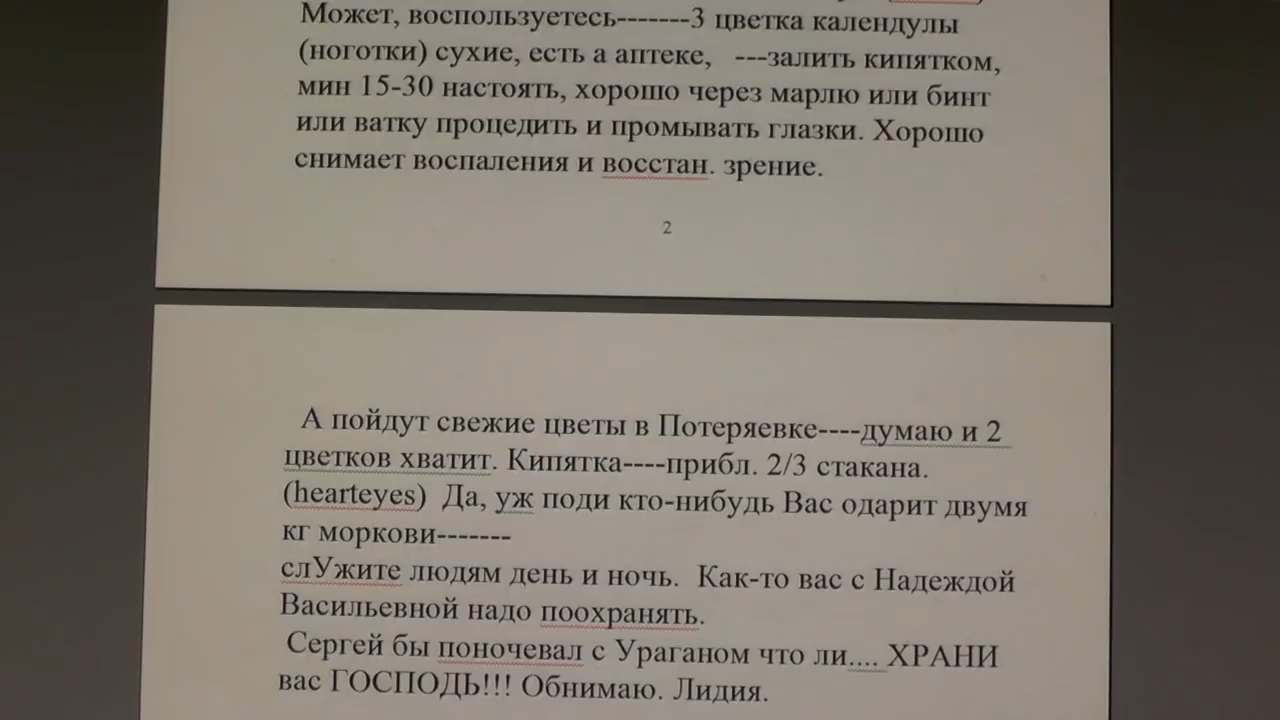 Может, воспользуетесь-------3 цветка календулы
(ноготки) сухие, есть а аптеке, ---залить кипятком,
мин 15-30 настоять, хорошо через марлю или бинт
или ватку процедить и промывать глазки. Хорошо
снимает воспаления и восстан. зрение.
2
А пойдут свежие цветы в Потеряевке----думаю и 2
цветков хватит. Кипятка----прибл. 2/3 стакана.
(hearteyes) Да, уж поди кто-нибудь Вас одарит двумя
кг моркови-------
слУжите людям день и ночь. Как-то вас с Надеждой
Васильевной надо поохранять.
Сергей бы поночевал с Ураганом что ли.... ХРАНИ
вас ГОСПОДЬ!!! Обнимаю. Лидия.